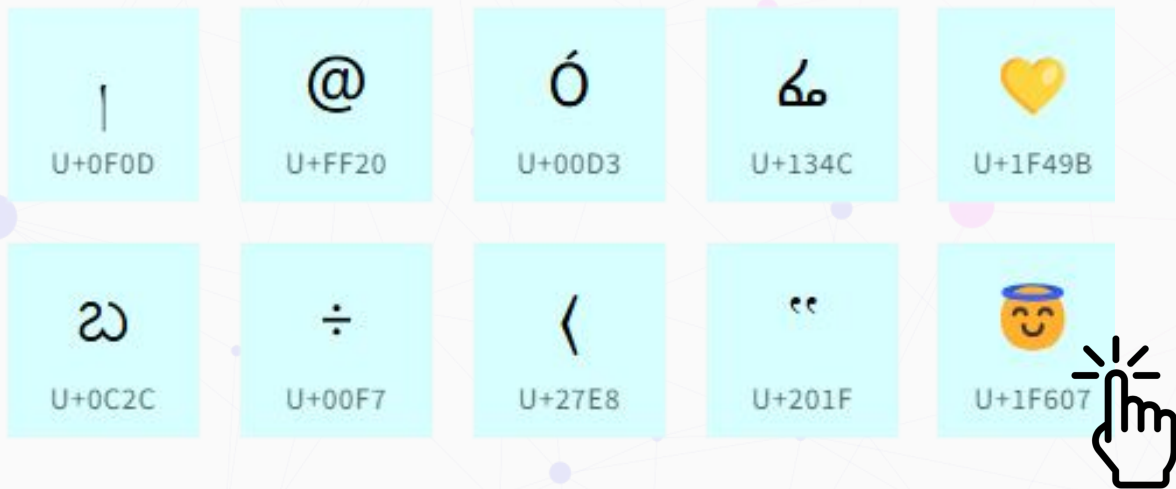 ། ＠ Ó ፌ 💛
U+0F0D U+FF20 U+00D3 U+134C U+1F49B
బ ÷ ⟨ ‟ 😇
U+0C2C U+00F7 U+27E8 U+201F U+1F607